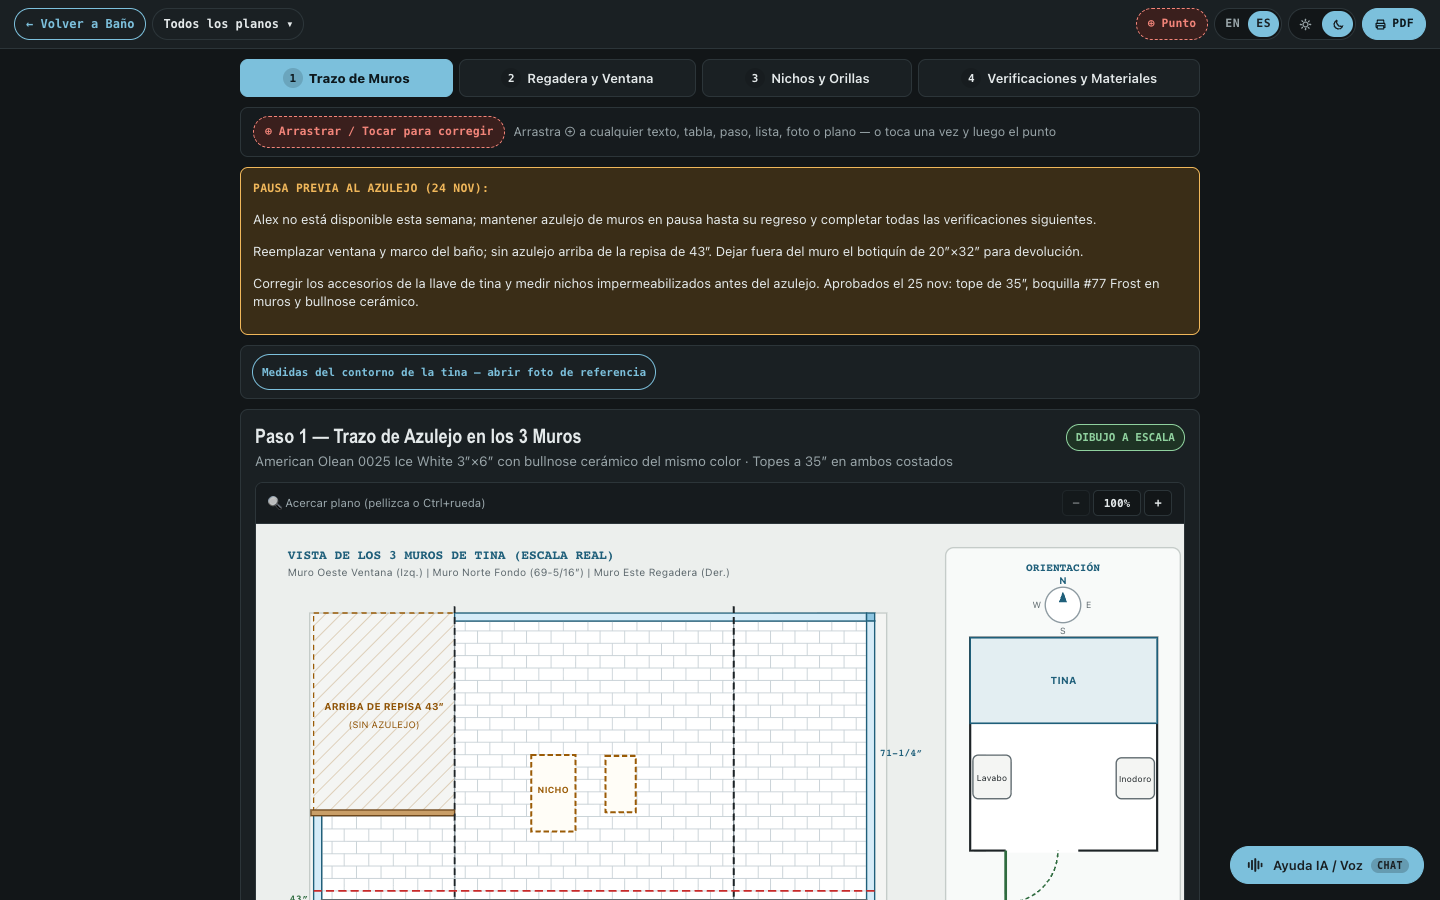 ← Volver a Baño
Todos los planos ▾
⊕ Punto
EN ES
PDF
1 Trazo de Muros
2 Regadera y Ventana
3 Nichos y Orillas
4 Verificaciones y Materiales
⊕ Arrastrar / Tocar para corregir
Arrastra ⊕ a cualquier texto, tabla, paso, lista, foto o plano — o toca una vez y luego el punto
PAUSA PREVIA AL AZULEJO (24 NOV):
Alex no está disponible esta semana; mantener azulejo de muros en pausa hasta su regreso y completar todas las verificaciones siguientes.
Reemplazar ventana y marco del baño; sin azulejo arriba de la repisa de 43″. Dejar fuera del muro el botiquín de 20″×32″ para devolución.
Corregir los accesorios de la llave de tina y medir nichos impermeabilizados antes del azulejo. Aprobados el 25 nov: tope de 35″, boquilla #77 Frost en
muros y bullnose cerámico.
Medidas del contorno de la tina — abrir foto de referencia
Paso 1 — Trazo de Azulejo en los 3 Muros
DIBUJO A ESCALA
American Olean 0025 Ice White 3″×6″ con bullnose cerámico del mismo color · Topes a 35″ en ambos costados
Acercar plano (pellizca o Ctrl+rueda)
− 100% +
VISTA DE LOS 3 MUROS DE TINA (ESCALA REAL)
Muro Oeste Ventana (Izq.) | Muro Norte Fondo (69-5/16″) | Muro Este Regadera (Der.)
ORIENTACIÓN
N
W E
S
TINA
ARRIBA DE REPISA 43″
(SIN AZULEJO)
71-1/4″
NICHO
Lavabo
Inodoro
43″
Ayuda IA / Voz CHAT